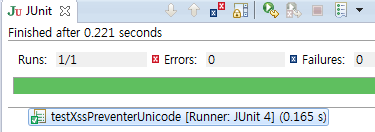 JU JUnit
Finished after 0.221 seconds
Runs: 1/1 Errors: 0 Failures: 0
testXssPreventerUnicode [Runner: JUnit 4] (0.165 s)